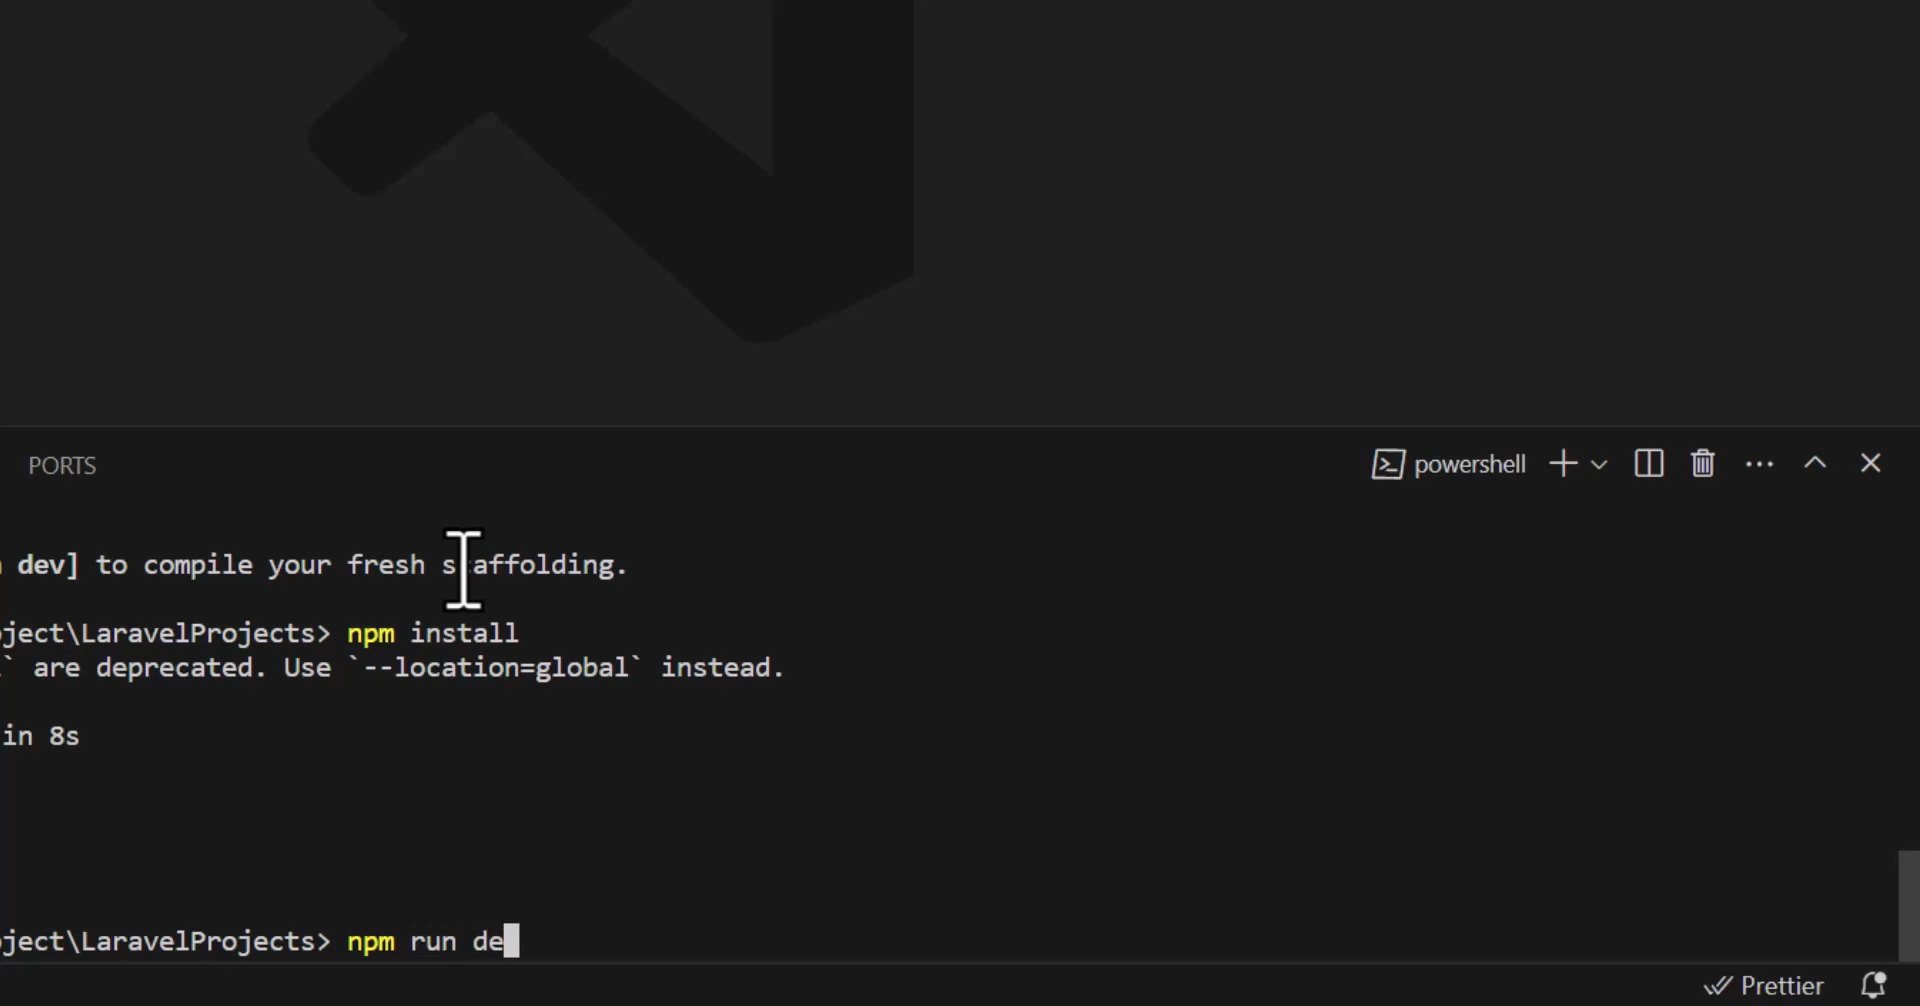 PORTS
powershell
dev] to compile your fresh scaffolding.
ject\LaravelProjects> npm install
` are deprecated. Use `--location=global` instead.
in 8s
ject\LaravelProjects> npm run de
Prettier